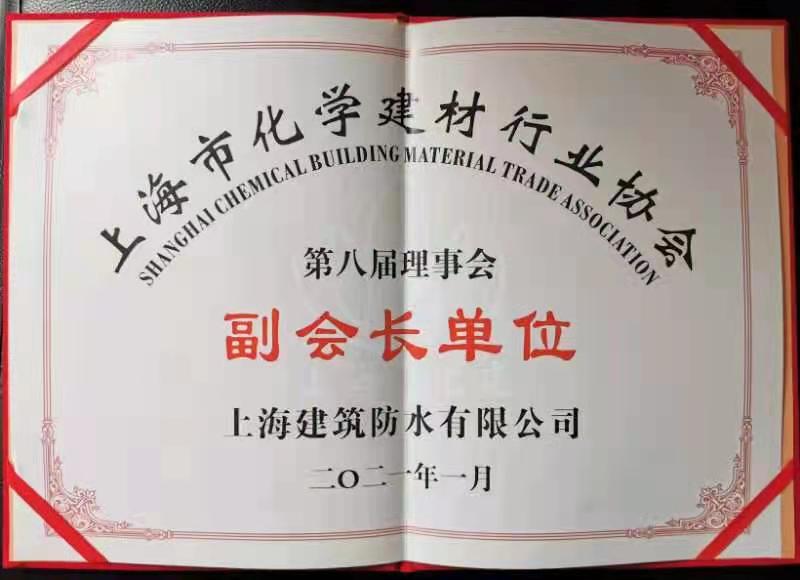 上海市化学建材行业协会
SHANGHAI CHEMICAL BUILDING MATERIAL TRADE ASSOCIATION
第八届理事会
副会长单位
上海建筑防水有限公司
二〇二一年一月